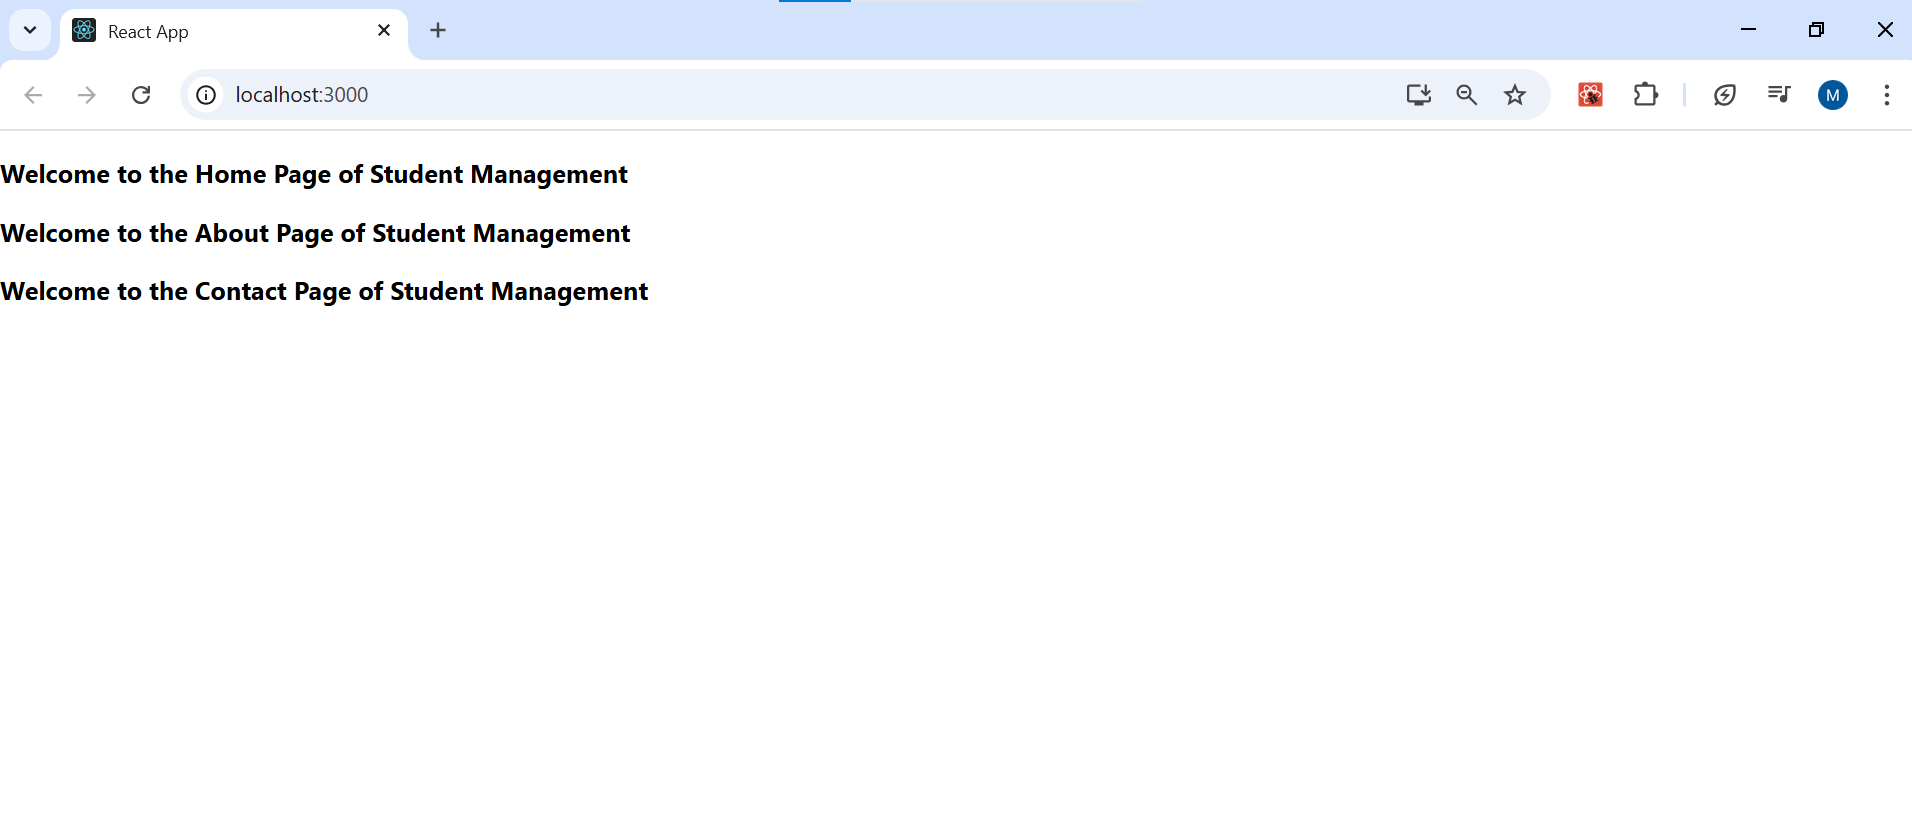 React App
localhost:3000
M
Welcome to the Home Page of Student Management
Welcome to the About Page of Student Management
Welcome to the Contact Page of Student Management